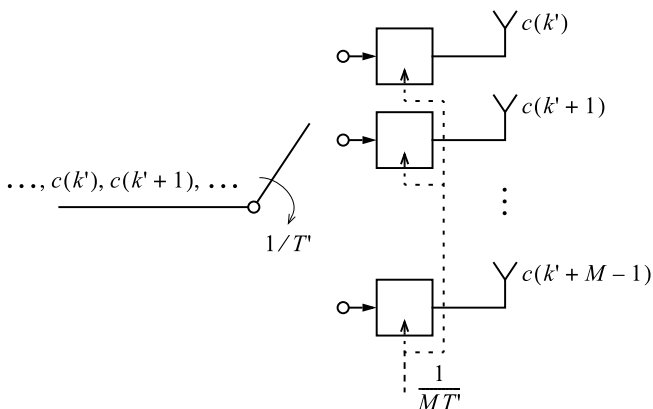 c(k')
c(k' + 1)
..., c(k'), c(k' + 1), ...
1/T'
⋮
c(k' + M – 1)
1
MT'